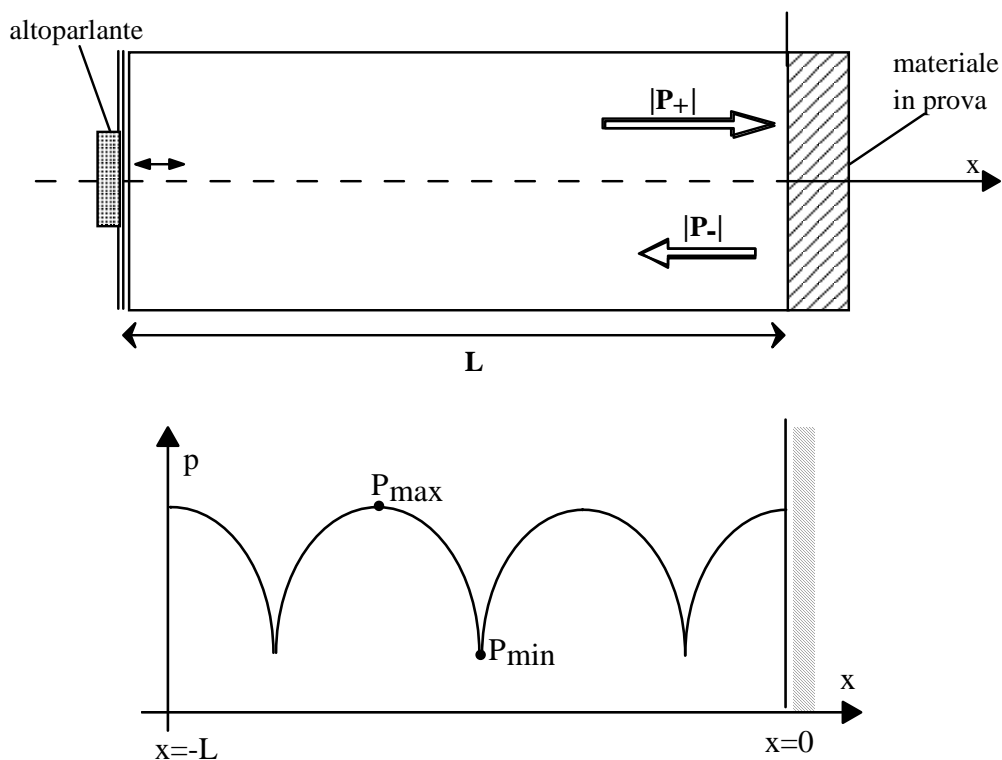 altoparlante
materiale
in prova
|P+|
x
|P-|
L
p
Pmax
Pmin
x
x=-L
x=0